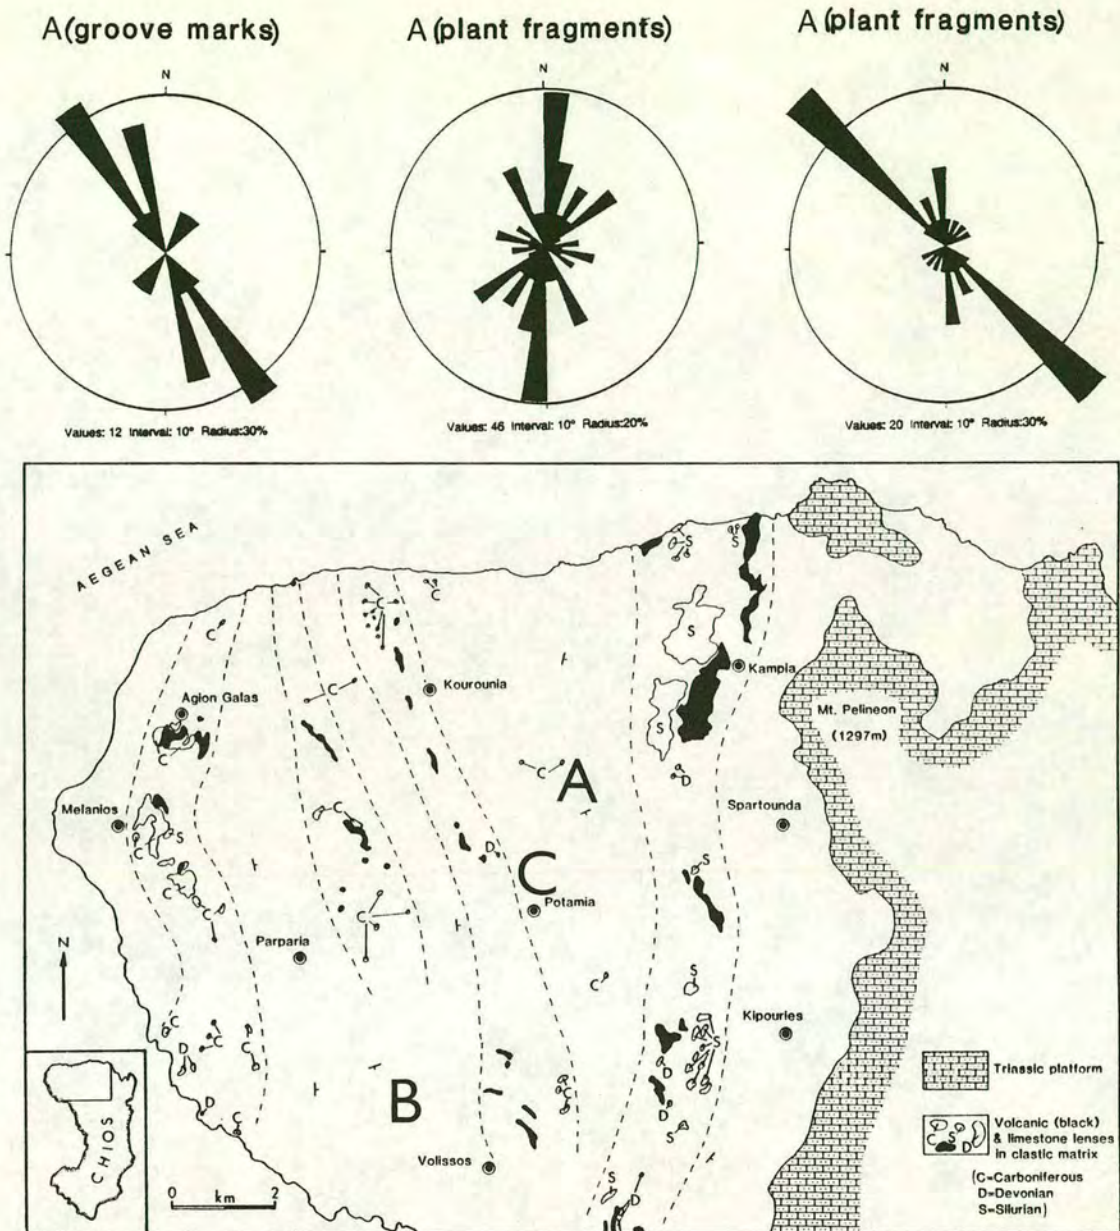 A (groove marks)
A (plant fragments)
A (plant fragments)
N
N
N
Values: 12 Interval: 10° Radius:30%
Values: 46 Interval: 10° Radius:20%
Values: 20 Interval: 10° Radius:30%
AEGEAN SEA
S
S
C
C
S
C
Kampia
Agion Galas
C
Kourounia
S
Mt. Pelineon
(1297m)
C
C
A
D
Melanios
C
Spartounda
S
C
D
S
C
C
C
Potamia
C
N
Parparia
C
S
Kipouries
C
D
C
C
S
D
Triassic platform
B
C
D
D
C
S
Volcanic (black)
& limestone lenses
in clastic matrix
C S D
CHIOS
Volissos
(C=Carboniferous
D=Devonian
S=Silurian)
0 km 2
S
D